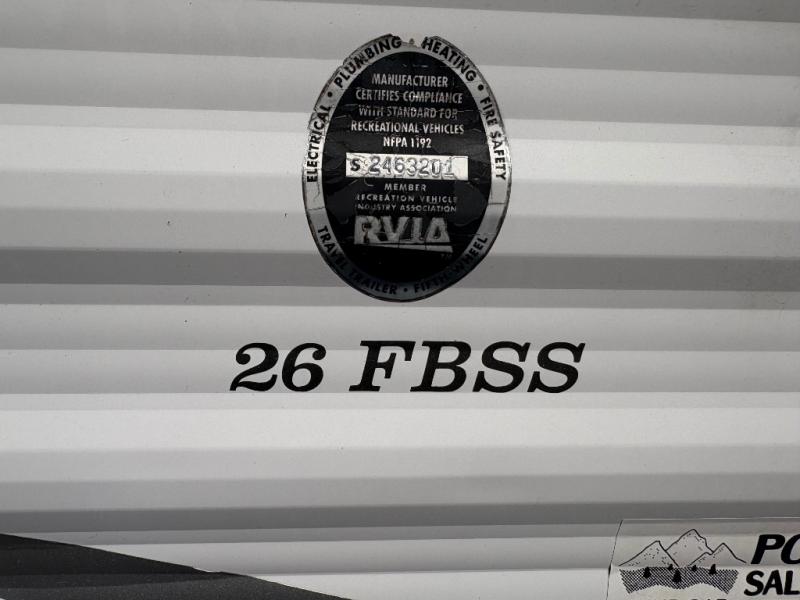 ELECTRICAL • PLUMBING • HEATING • FIRE SAFETY
MANUFACTURER
CERTIFIES COMPLIANCE
WITH STANDARD FOR
RECREATIONAL VEHICLES
NFPA 1192
S 2463201
MEMBER
RECREATION VEHICLE
INDUSTRY ASSOCIATION
RVIA
TRAVEL TRAILER • FIFTH WHEEL
26 FBSS
PO
SAL